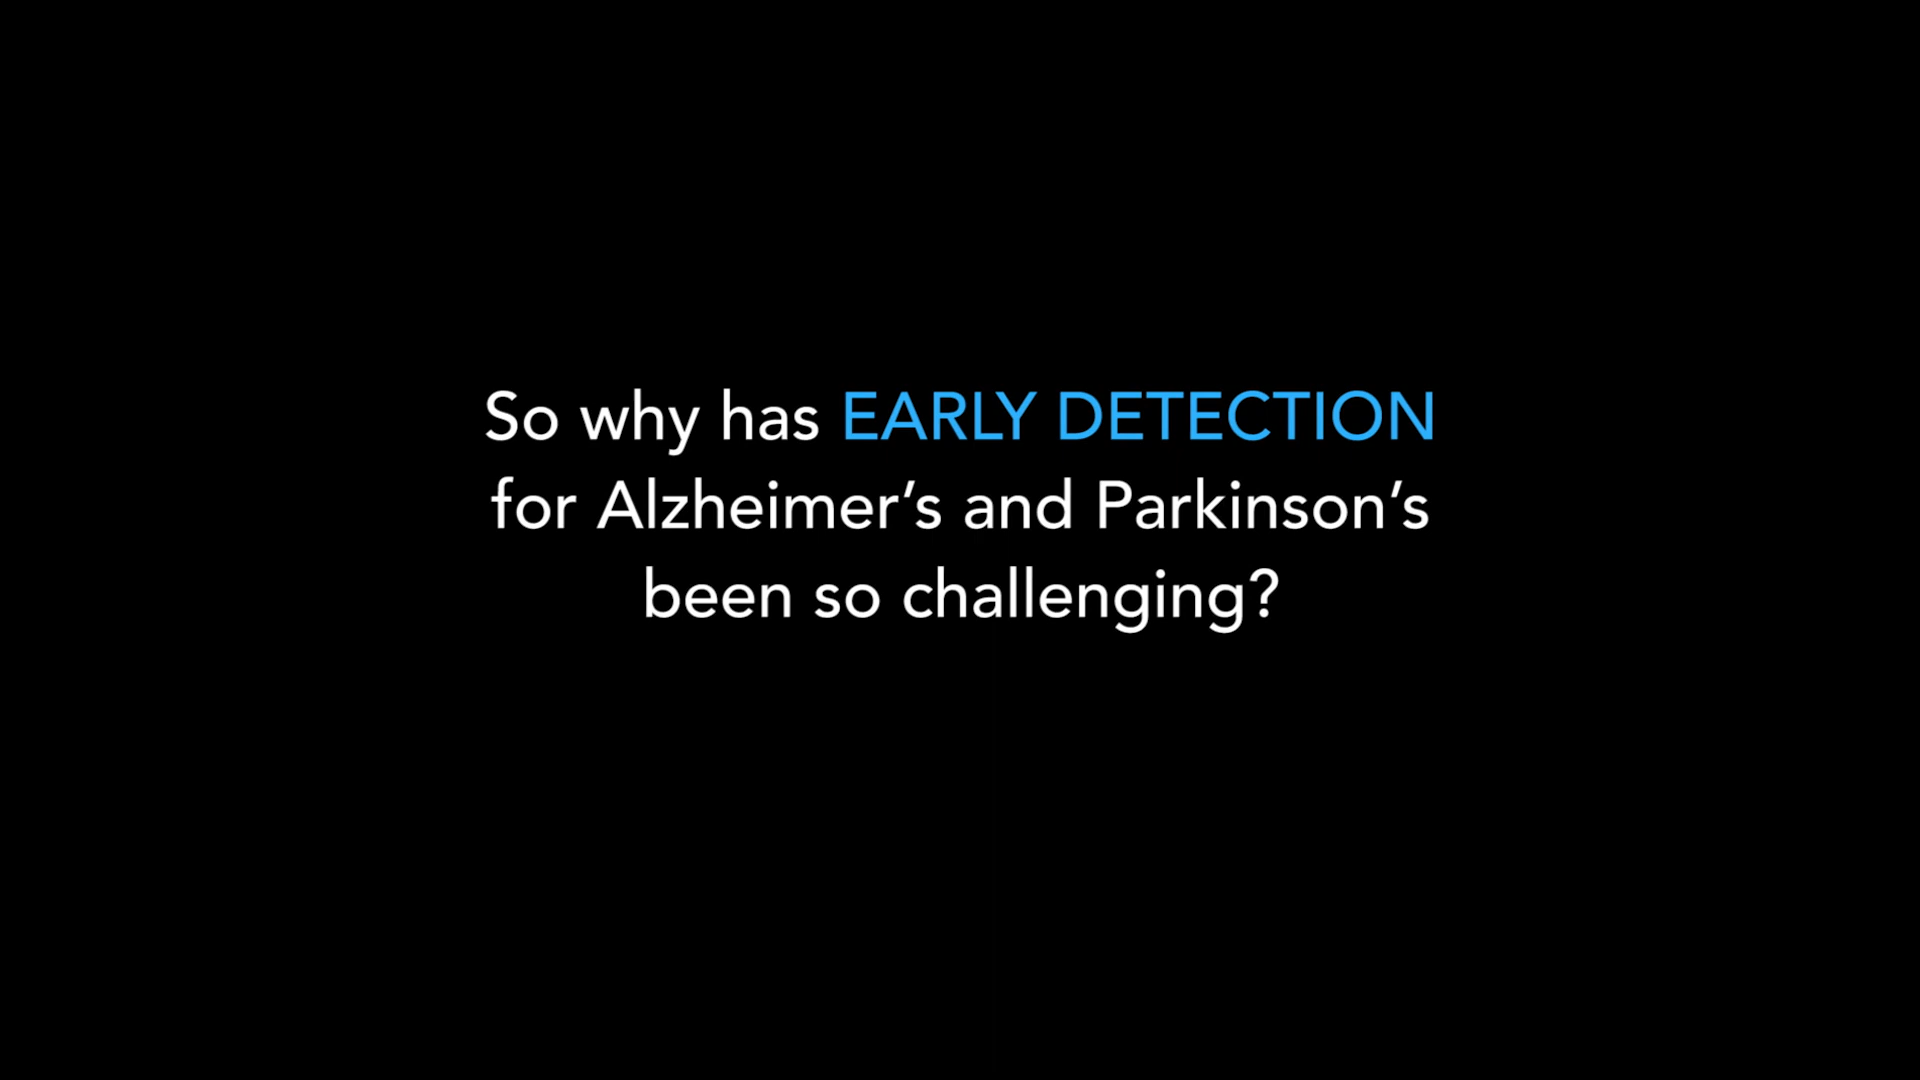 So why has EARLY DETECTION
for Alzheimer’s and Parkinson’s
been so challenging?